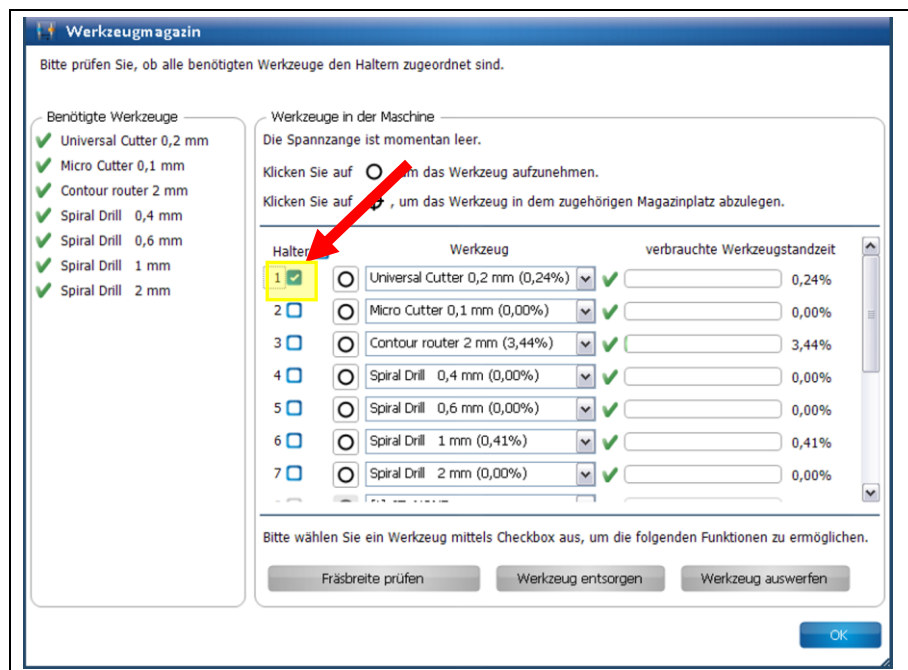 Werkzeugmagazin
Bitte prüfen Sie, ob alle benötigten Werkzeuge den Haltern zugeordnet sind.
Benötigte Werkzeuge
Universal Cutter 0,2 mm
Micro Cutter 0,1 mm
Contour router 2 mm
Spiral Drill 0,4 mm
Spiral Drill 0,6 mm
Spiral Drill 1 mm
Spiral Drill 2 mm
Werkzeuge in der Maschine
Die Spannzange ist momentan leer.
Klicken Sie auf das Werkzeug aufzunehmen.
Klicken Sie auf , um das Werkzeug in dem zugehörigen Magazinplatz abzulegen.
Halter Werkzeug verbrauchte Werkzeugstandzeit
1 Universal Cutter 0,2 mm (0,24%) 0,24%
2 Micro Cutter 0,1 mm (0,00%) 0,00%
3 Contour router 2 mm (3,44%) 3,44%
4 Spiral Drill 0,4 mm (0,00%) 0,00%
5 Spiral Drill 0,6 mm (0,00%) 0,00%
6 Spiral Drill 1 mm (0,41%) 0,41%
7 Spiral Drill 2 mm (0,00%) 0,00%
Bitte wählen Sie ein Werkzeug mittels Checkbox aus, um die folgenden Funktionen zu ermöglichen.
Fräsbreite prüfen Werkzeug entsorgen Werkzeug auswerfen
OK